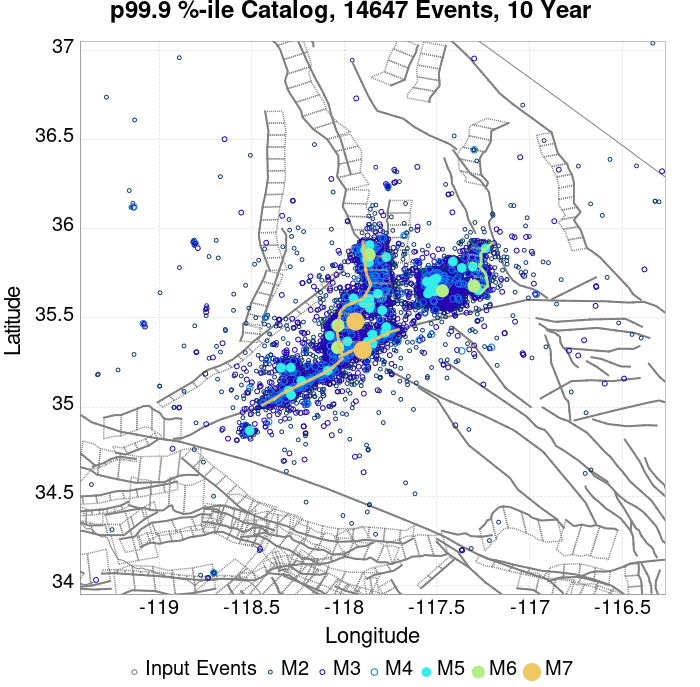 p99.9 %-ile Catalog, 14647 Events, 10 Year
37
36.5
36
35.5
35
34.5
34
Latitude
-119 -118.5 -118 -117.5 -117 -116.5
Longitude
Input Events M2 M3 M4 M5 M6 M7